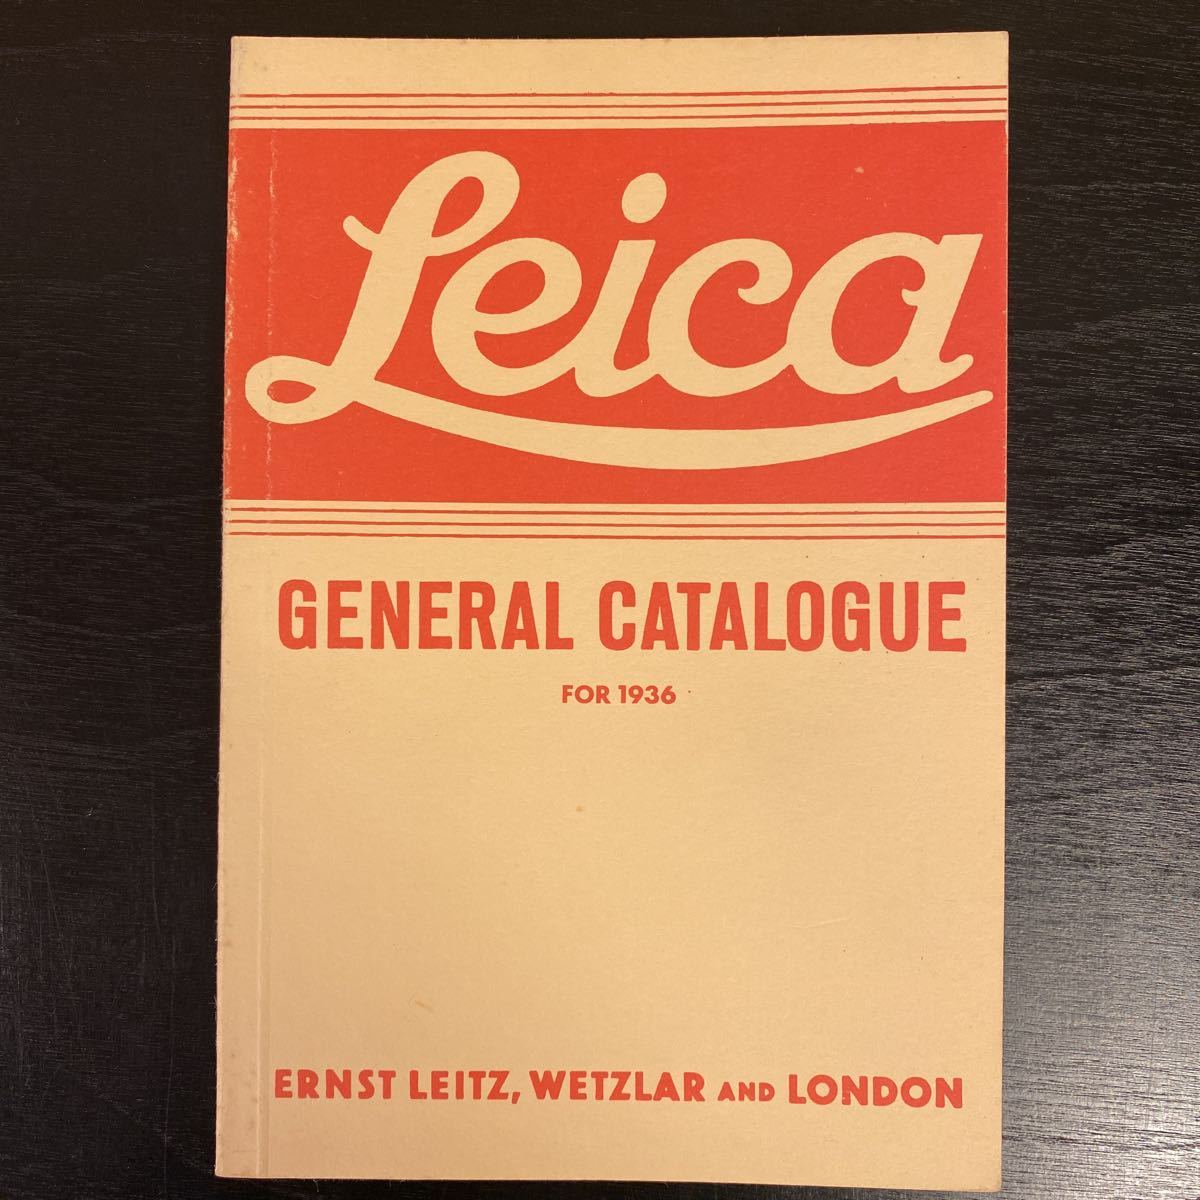 Leica
GENERAL CATALOGUE
FOR 1936
ERNST LEITZ, WETZLAR AND LONDON